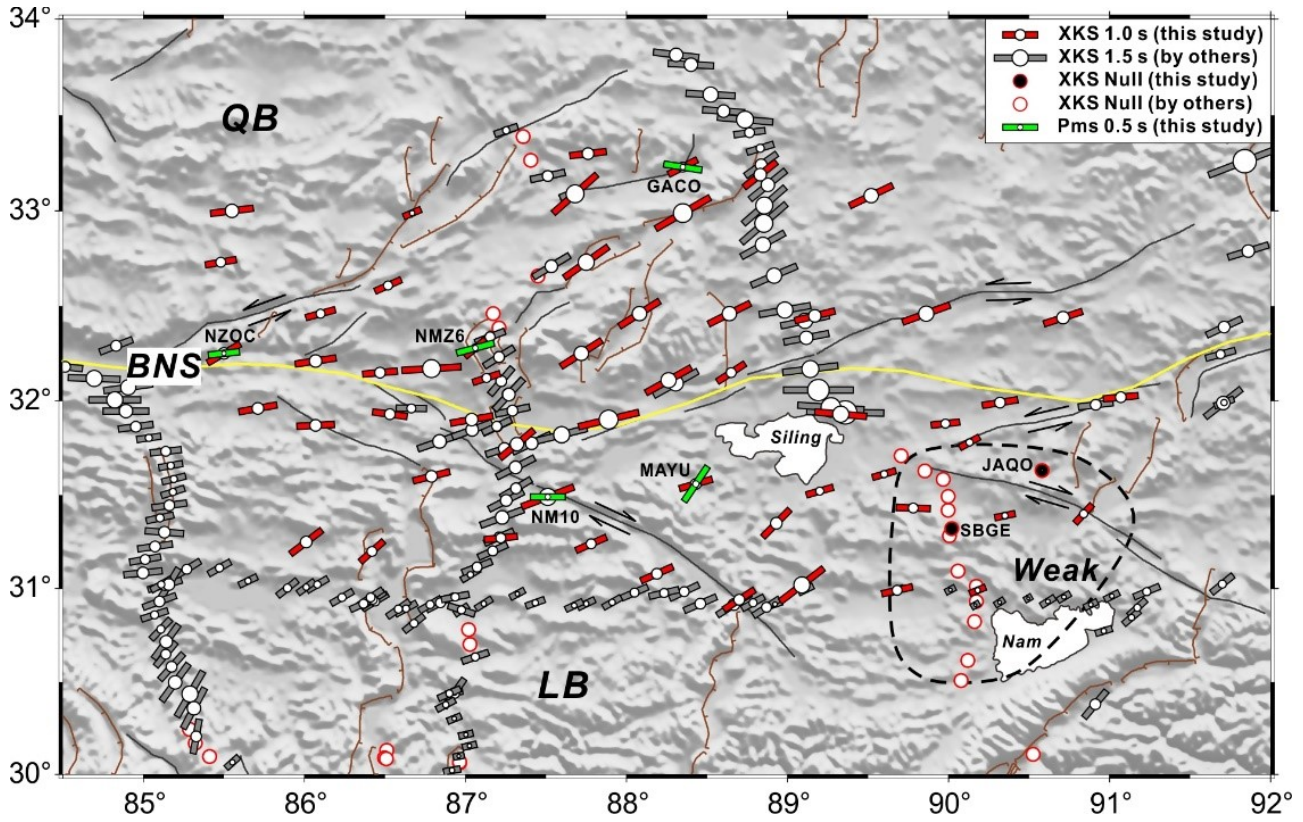 34°
33°
32°
31°
30°
XKS 1.0 s (this study)
XKS 1.5 s (by others)
XKS Null (this study)
XKS Null (by others)
Pms 0.5 s (this study)
QB
GACO
NZOC
NMZ6
BNS
Siling
MAYU
JAQO
NM10
SBGE
Weak
Nam
LB
85°
86°
87°
88°
89°
90°
91°
92°